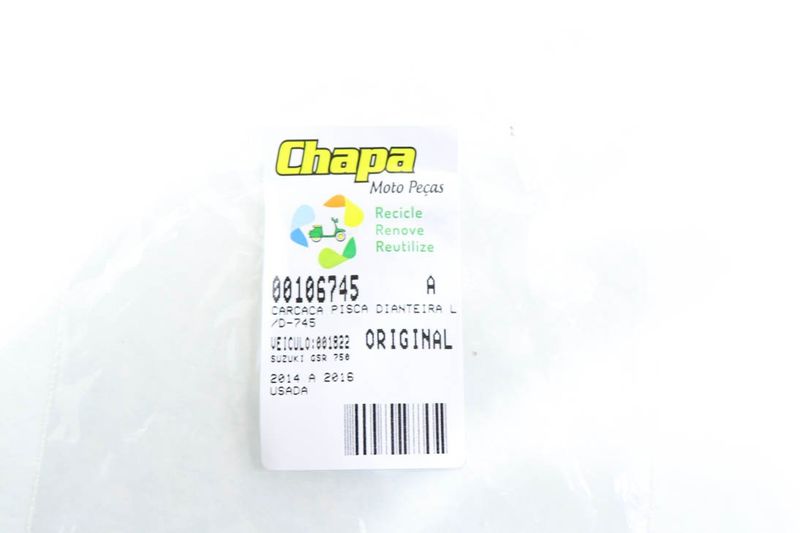 Chapa
Moto Peças
Recicle
Renove
Reutilize
00106745 A
CARCACA PISCA DIANTEIRA L
/D-745
VEICULO:001822 ORIGINAL
SUZUKI GSR 750
2014 A 2016
USADA